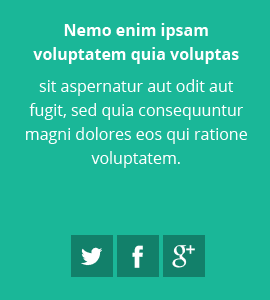 Nemo enim ipsam
voluptatem quia voluptas
sit aspernatur aut odit aut
fugit, sed quia consequuntur
magni dolores eos qui ratione
voluptatem.
f g+